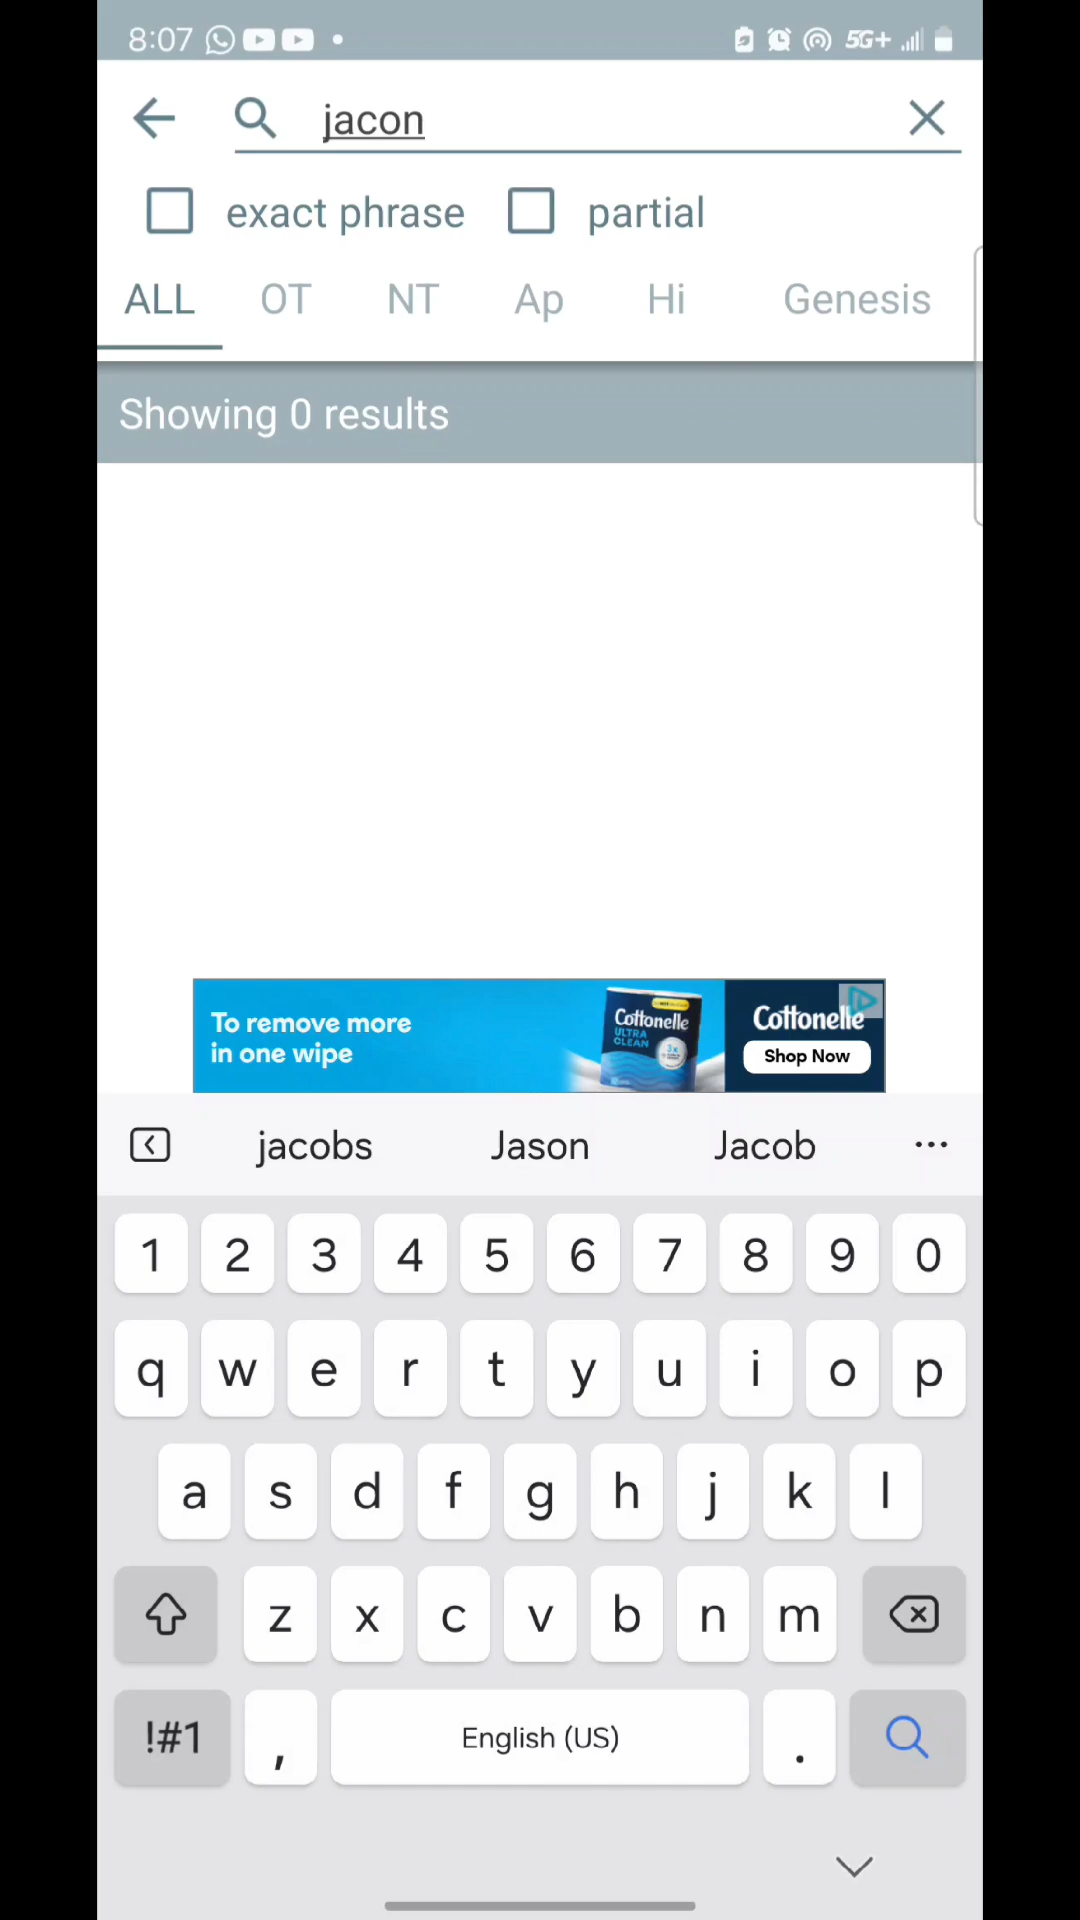 8:07 5G+
jacon
exact phrase partial
ALL OT NT Ap Hi Genesis
Showing 0 results
To remove more
in one wipe
Cottonelle
ULTRA
CLEAN
3x
Cottonelle
Shop Now
jacobs Jason Jacob ...
1 2 3 4 5 6 7 8 9 0
q w e r t y u i o p
a s d f g h j k l
z x c v b n m
!#1 , English (US) .